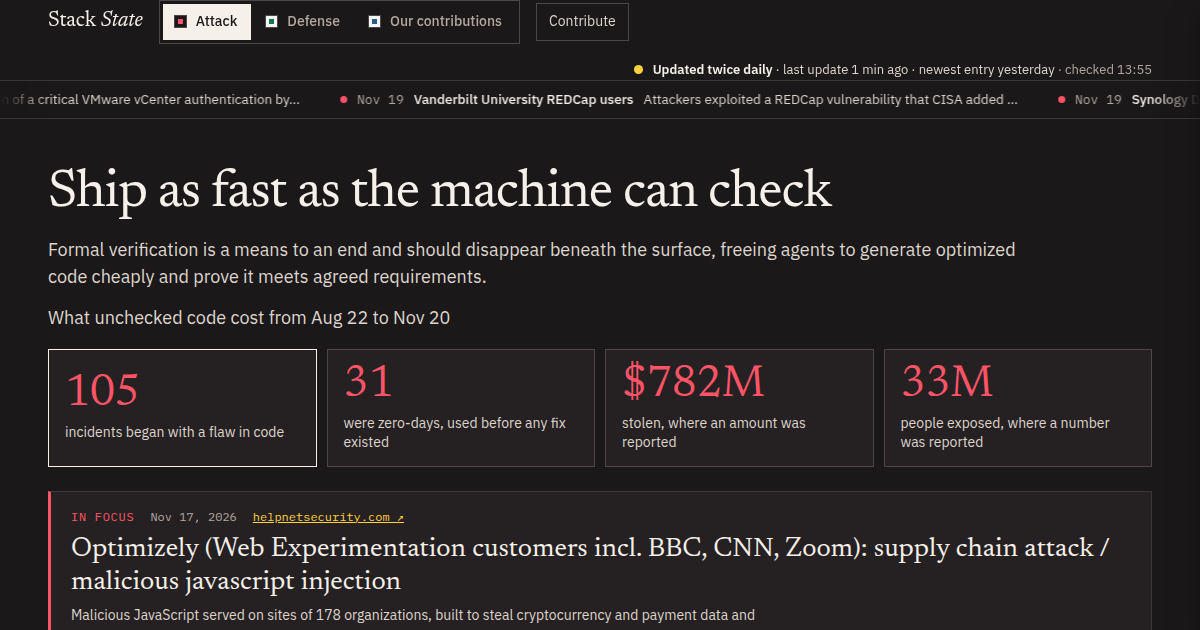 Stack State
Attack
Defense
Our contributions
Contribute
Updated twice daily · last update 1 min ago · newest entry yesterday · checked 13:55
of a critical VMware vCenter authentication by... Nov 19 Vanderbilt University REDCap users Attackers exploited a REDCap vulnerability that CISA added ... Nov 19 Synology
Ship as fast as the machine can check
Formal verification is a means to an end and should disappear beneath the surface, freeing agents to generate optimized
code cheaply and prove it meets agreed requirements.
What unchecked code cost from Aug 22 to Nov 20
105
incidents began with a flaw in code
31
were zero-days, used before any fix
existed
$782M
stolen, where an amount was
reported
33M
people exposed, where a number
was reported
IN FOCUS Nov 17, 2026 helpnetsecurity.com ↗
Optimizely (Web Experimentation customers incl. BBC, CNN, Zoom): supply chain attack /
malicious javascript injection
Malicious JavaScript served on sites of 178 organizations, built to steal cryptocurrency and payment data and